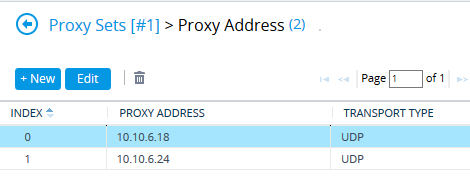 Proxy Sets [#1] > Proxy Address (2) .
+ New Edit Page 1 of 1
INDEX PROXY ADDRESS TRANSPORT TYPE
0 10.10.6.18 UDP
1 10.10.6.24 UDP